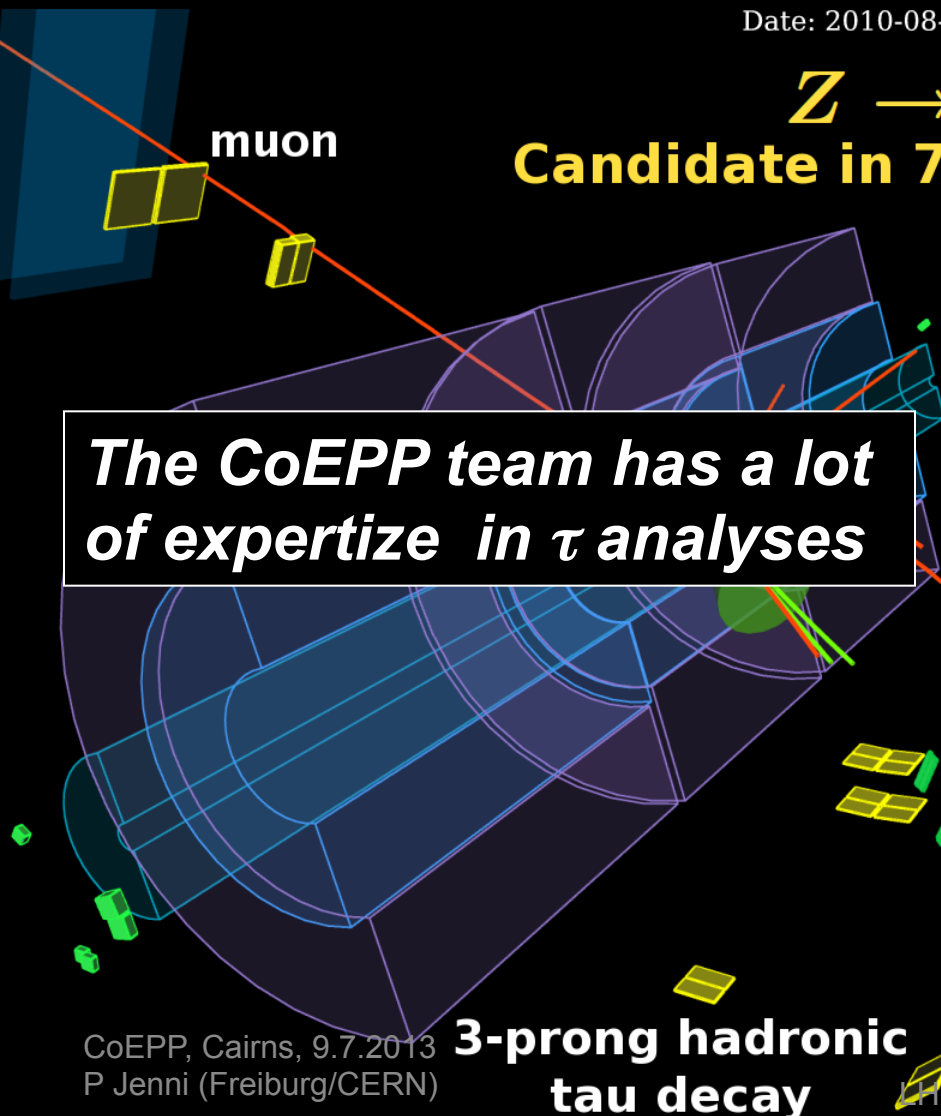 Date: 2010-08-
Z →
Candidate in 7
muon
The CoEPP team has a lot
of expertize in τ analyses
CoEPP, Cairns, 9.7.2013
P Jenni (Freiburg/CERN)
3-prong hadronic
tau decay
LH